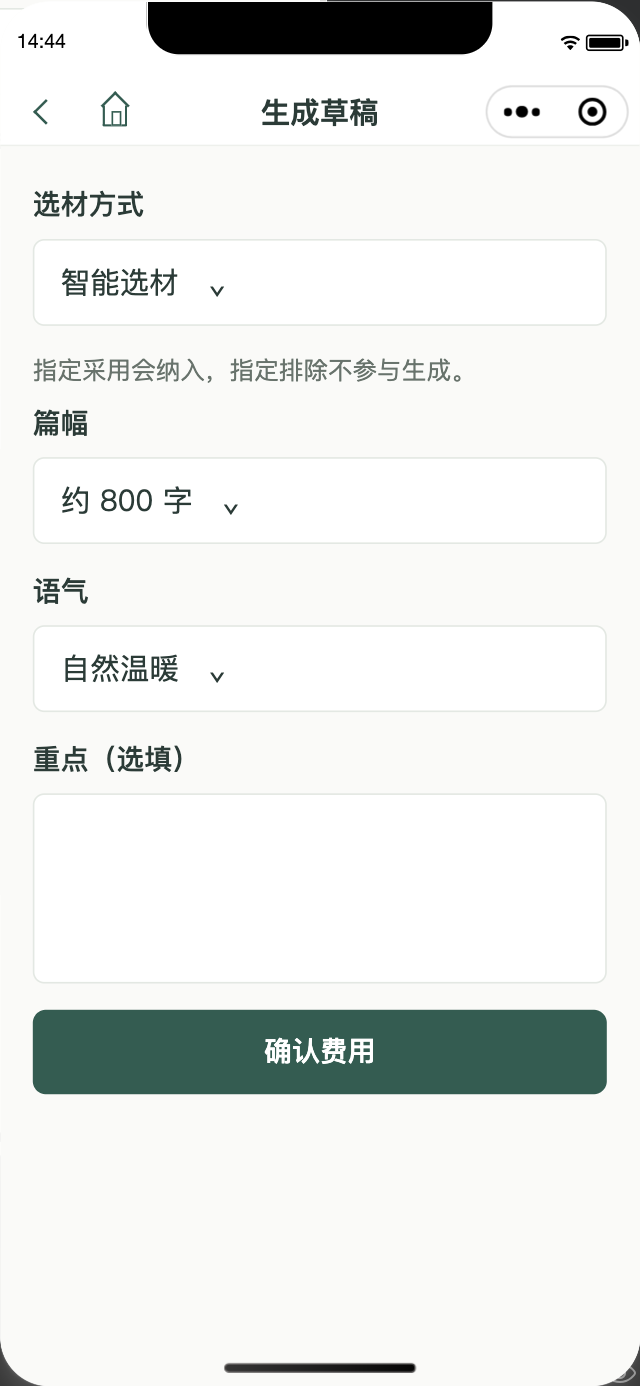 14:44
生成草稿
选材方式
智能选材
指定采用会纳入，指定排除不参与生成。
篇幅
约 800 字
语气
自然温暖
重点（选填）
确认费用